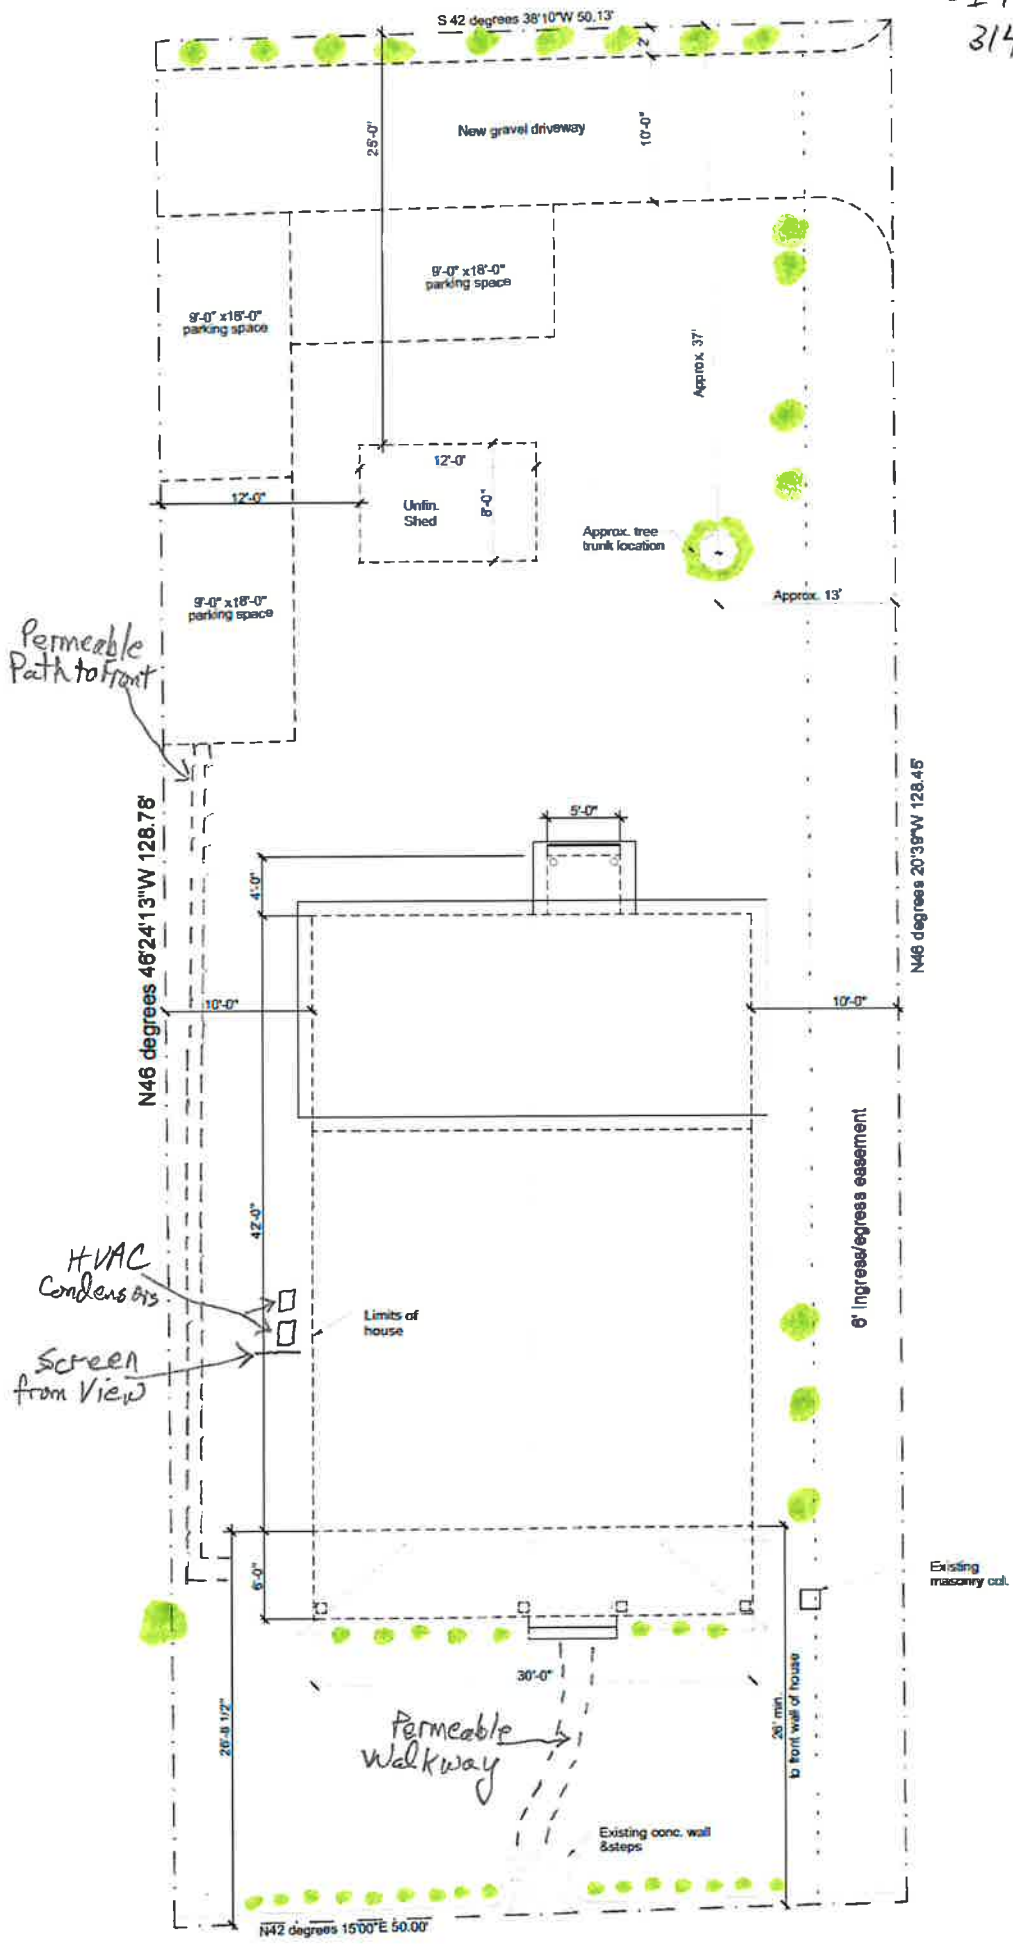 S 42 degrees 38'10"W 50.13'
314
2'
25'-0"
New gravel driveway
10'-0"
9'-0" x18'-0"
parking space
9'-0" x18'-0"
parking space
Approx. 37'
12'-0"
12'-0"
Unfin.
Shed
8'-0"
Approx. tree
trunk location
Approx. 13'
9'-0" x18'-0"
parking space
Permeable
Path to Front
N46 degrees 46'24'13"W 128.78'
N46 degrees 20'39"W 128.45'
5'-0"
4'-0"
10'-0"
10'-0"
42'-0"
6' Ingress/egress easement
HVAC
Condensors
Limits of
house
Screen
from View
6'-0"
Existing
masonry col.
30'-0"
26'-8 1/2"
26' min.
to front wall of house
Permeable
Walkway
Existing conc. wall
&steps
N42 degrees 15'00"E 50.00'